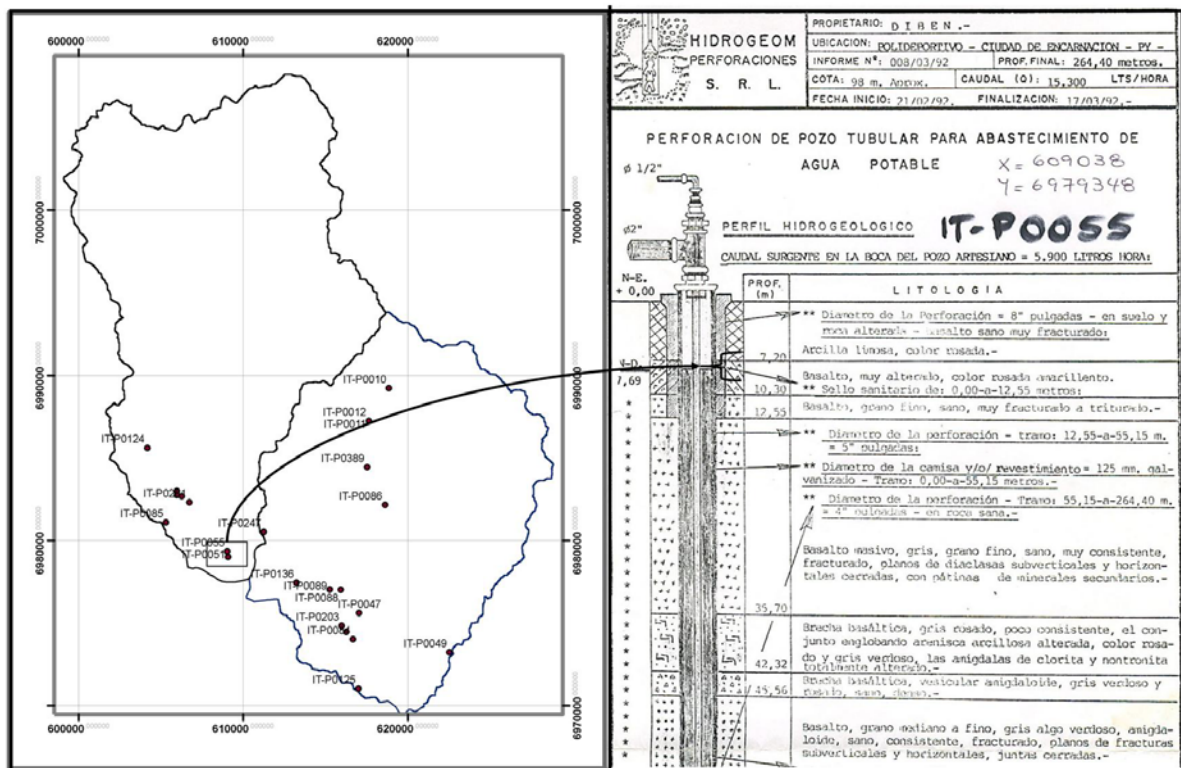 600000
610000
620000
7000000
6990000
6980000
6970000
IT-P0010
IT-P0012
IT-P0011
IT-P0124
IT-P0389
IT-P0086
IT-P0085
IT-P0247
IT-P0055
IT-P0051
IT-P0136
IT-P0089
IT-P0088
IT-P0047
IT-P0203
IT-P0049
IT-P0125
600000
610000
620000
HIDROGEOM
PERFORACIONES
S. R. L.
PROPIETARIO: D I B E N .-
UBICACION: POLIDEPORTIVO - CIUDAD DE ENCARNACION - PY -
INFORME Nº: 008/03/92 PROF. FINAL: 264,40 metros.
COTA: 98 m. Aprox. CAUDAL (Q): 15,300 LTS/HORA
FECHA INICIO: 21/02/92. FINALIZACION: 17/03/92.-
PERFORACION DE POZO TUBULAR PARA ABASTECIMIENTO DE
AGUA POTABLE
X = 609038
Y = 6979348
ø 1/2"
ø2"
PERFIL HIDROGEOLOGICO IT-P0055
CAUDAL SURGENTE EN LA BOCA DEL POZO ARTESIANO = 5.900 LITROS HORA:
N-E.
+ 0,00
PROF.
(m)
LITOLOGIA
** Diametro de la Perforación = 8" pulgadas - en suelo y
roca alterada - basalto sano muy fracturado:
7,20
Arcilla limosa, color rosada.-
N-D.
7,69
10,30
Basalto, muy alterado, color rosada amarillento.
** Sello sanitario de: 0,00-a-12,55 metros:
12,55
Basalto, grano fino, sano, muy fracturado a triturado.-
** Diametro de la perforación - tramo: 12,55-a-55,15 m.
= 5" pulgadas:
** Diametro de la camisa y/o/ revestimiento = 125 mm. gal-
vanizado - Tramo: 0,00-a-55,15 metros.-
** Diametro de la perforación - Tramo: 55,15-a-264,40 m.
= 4" pulgadas - en roca sana.-
Basalto masivo, gris, grano fino, sano, muy consistente,
fracturado, planos de diaclasas subverticales y horizon-
tales cerradas, con pátinas de minerales secundarios.-
35,70
Brecha basáltica, gris rosado, poco consistente, el con-
junto englobando arenisca arcillosa alterada, color rosa-
do y gris verdoso, las amigdalas de clorita y nontronita
totalmente alterado.-
42,32
Brecha basáltica, vesicular amigdaloide, gris verdoso y
rosado, sano, denso.-
45,56
Basalto, grano mediano a fino, gris algo verdoso, amigda-
loide, sano, consistente, fracturado, planos de fracturas
subverticales y horizontales, juntas cerradas.-